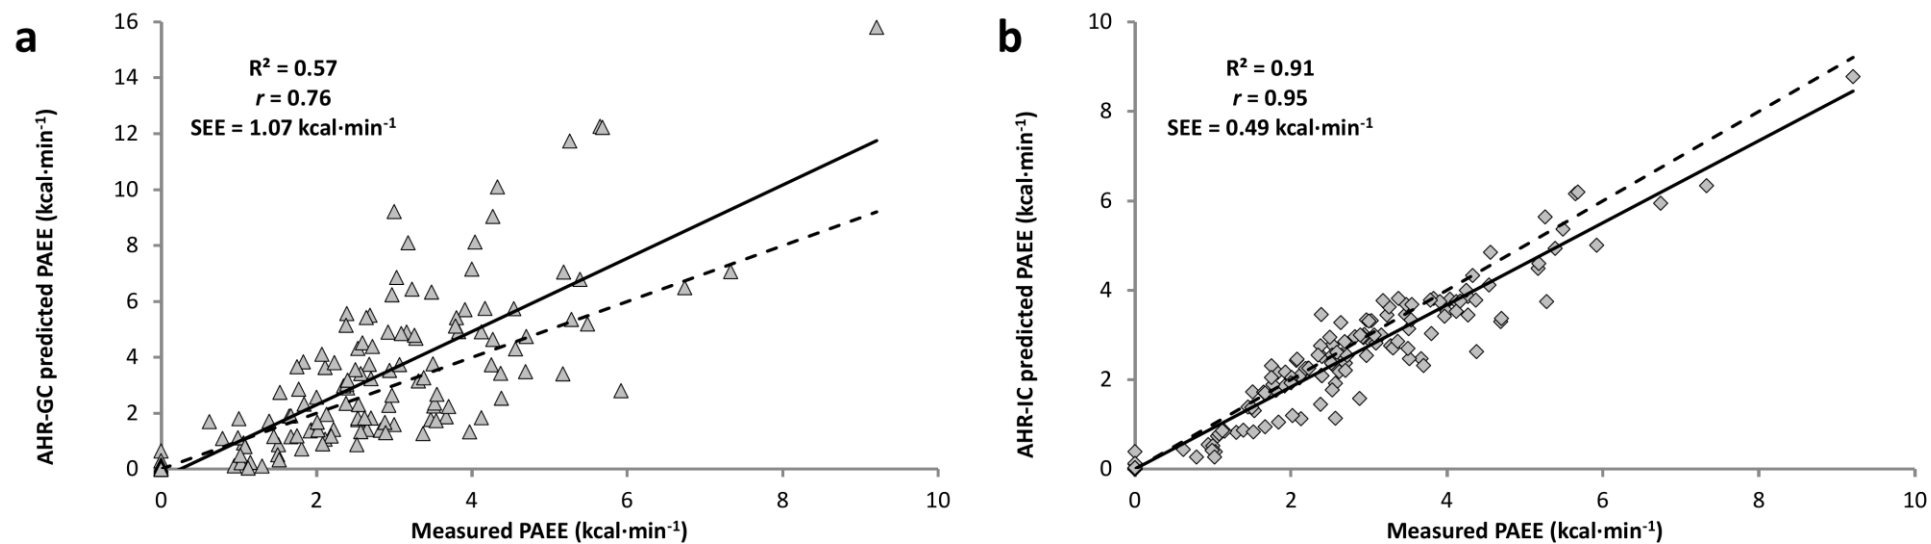 a
R² = 0.57
r = 0.76
SEE = 1.07 kcal·min⁻¹
AHR-GC predicted PAEE (kcal·min⁻¹)
16
14
12
10
8
6
4
2
0
0 2 4 6 8 10
Measured PAEE (kcal·min⁻¹)
b
R² = 0.91
r = 0.95
SEE = 0.49 kcal·min⁻¹
AHR-IC predicted PAEE (kcal·min⁻¹)
10
8
6
4
2
0
0 2 4 6 8 10
Measured PAEE (kcal·min⁻¹)